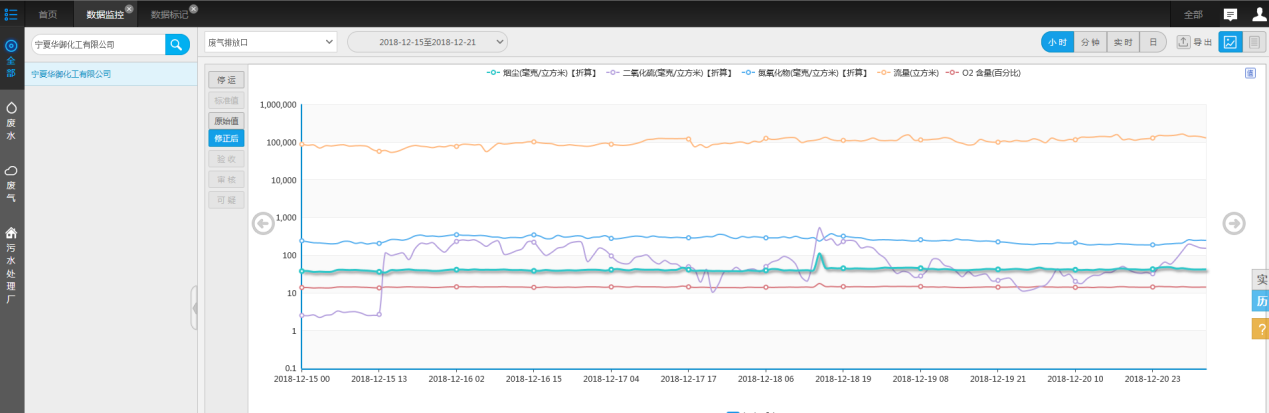 首页
数据监控
数据标记
全部
宁夏华御化工有限公司
废气排放口
2018-12-15至2018-12-21
小时
分钟
实时
日
导出
全部
宁夏华御化工有限公司
废水
废气
污水处理厂
停运
标准值
原始值
修正后
验收
审核
可疑
烟尘(毫克/立方米)【折算】
二氧化硫(毫克/立方米)【折算】
氮氧化物(毫克/立方米)【折算】
流量(立方米)
O2 含量(百分比)
1,000,000
100,000
10,000
1,000
100
10
1
0.1
2018-12-15 00
2018-12-15 13
2018-12-16 02
2018-12-16 15
2018-12-17 04
2018-12-17 17
2018-12-18 06
2018-12-18 19
2018-12-19 08
2018-12-19 21
2018-12-20 10
2018-12-20 23
实
历
?